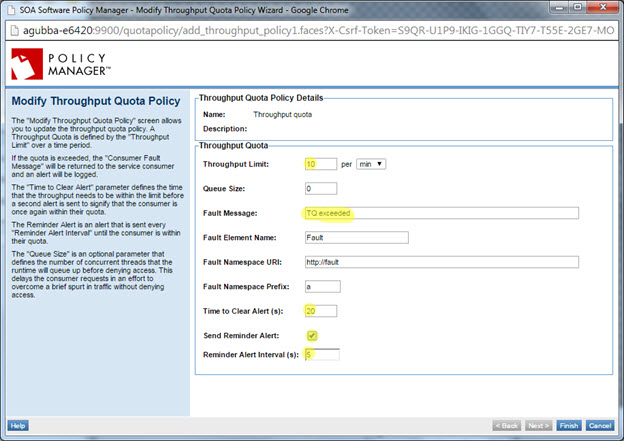 SOA Software Policy Manager - Modify Throughput Quota Policy Wizard - Google Chrome
agubba-e6420:9900/quotapolicy/add_throughput_policy1.faces?X-Csrf-Token=S9QR-U1P9-IKIG-1GGQ-TIY7-T55E-2GE7-MO
POLICY
MANAGER™
Modify Throughput Quota Policy
The "Modify Throughput Quota Policy" screen allows
you to update the throughput quota policy. A
Throughput Quota is defined by the "Throughput
Limit" over a time period.
If the quota is exceeded, the "Consumer Fault
Message" will be returned to the service consumer
and an alert will be logged.
The "Time to Clear Alert" parameter defines the time
that the throughput needs to be within the limit before
a second alert is sent to signify that the consumer is
once again within their quota.
The Reminder Alert is an alert that is sent every
"Reminder Alert Interval" until the consumer is within
their quota.
The "Queue Size" is an optional parameter that
defines the number of concurrent threads that the
runtime will queue up before denying access. This
delays the consumer requests in an effort to
overcome a brief spurt in traffic without denying
access.
Throughput Quota Policy Details
Name: Throughput quota
Description:
Throughput Quota
Throughput Limit: 10 per min
Queue Size: 0
Fault Message: TQ exceeded
Fault Element Name: Fault
Fault Namespace URI: http://fault
Fault Namespace Prefix: a
Time to Clear Alert (s): 20
Send Reminder Alert:
Reminder Alert Interval (s): 5
Help
< Back
Next >
Finish
Cancel